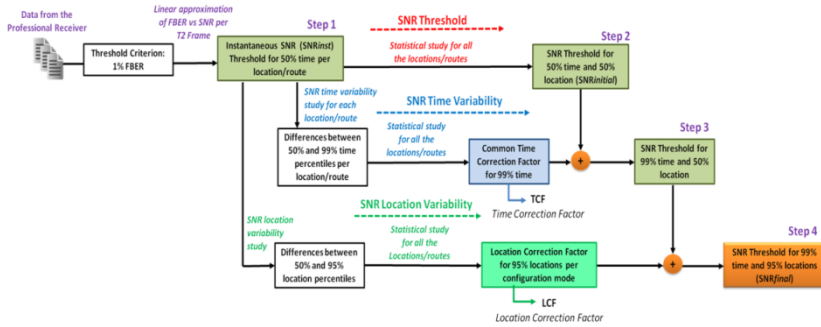 Data from the
Professional Receiver
Linear approximation
of FBER vs SNR per
T2 Frame
Threshold Criterion:
1% FBER
Step 1
Instantaneous SNR (SNRinst)
Threshold for 50% time per
location/route
SNR Threshold
Statistical study for all
the locations/routes
Step 2
SNR Threshold for
50% time and 50%
location (SNRinitial)
SNR time variability
study for each
location/route
SNR Time Variability
Statistical study
for all the
locations/routes
Differences between
50% and 99% time
percentiles per
location/route
Common Time
Correction Factor
for 99% time
+
TCF
Time Correction Factor
Step 3
SNR Threshold for
99% time and 50%
location.
SNR location
variability
study
SNR Location Variability
Statistical study
for all the
Locations/routes
Differences between
50% and 95%
location percentiles
Location Correction Factor
for 95% locations per
configuration mode
+
LCF
Location Correction Factor
Step 4
SNR Threshold for 99%
time and 95% locations
(SNRfinal)